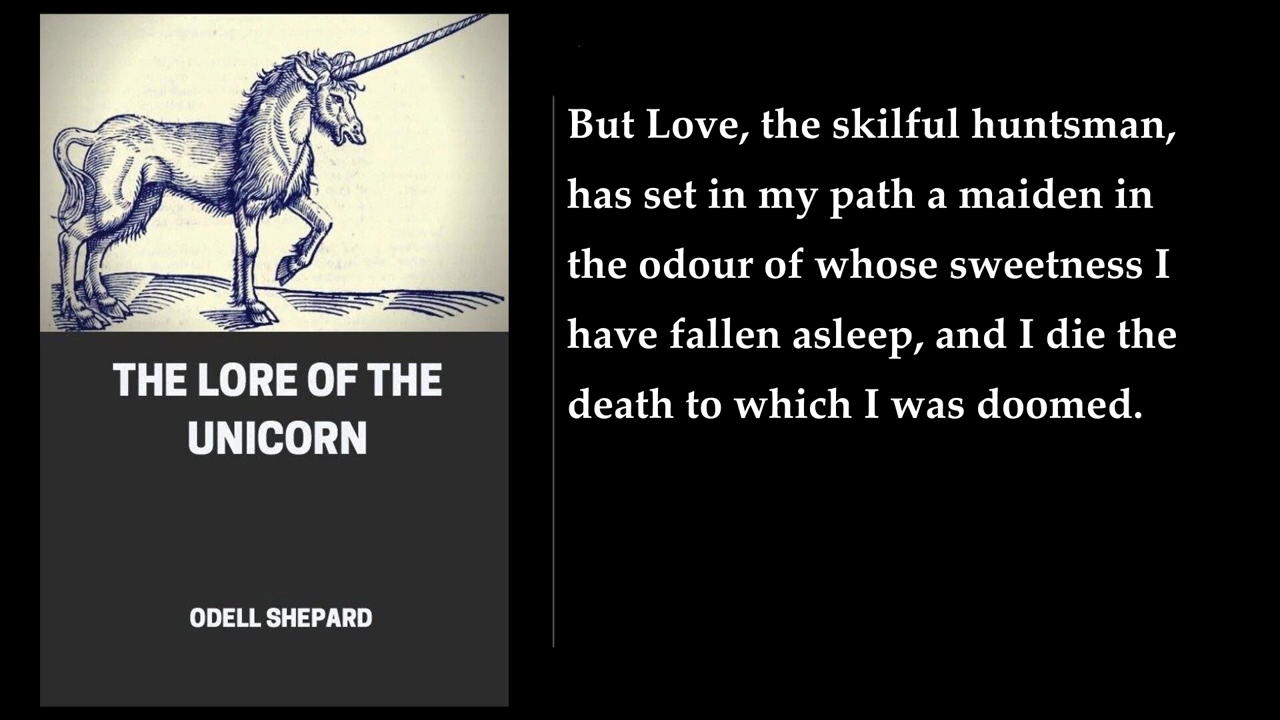 THE LORE OF THE
UNICORN
ODELL SHEPARD
But Love, the skilful huntsman,
has set in my path a maiden in
the odour of whose sweetness I
have fallen asleep, and I die the
death to which I was doomed.